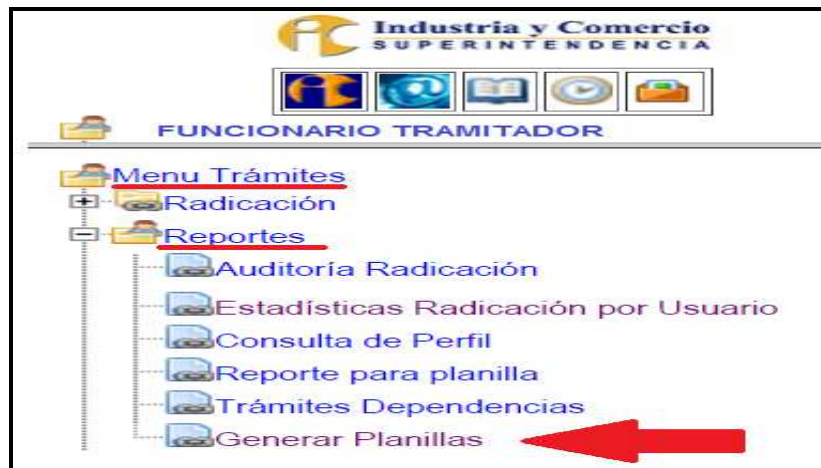 Industria y Comercio
SUPERINTENDENCIA
FUNCIONARIO TRAMITADOR
Menu Trámites
Radicación
Reportes
Auditoría Radicación
Estadísticas Radicación por Usuario
Consulta de Perfil
Reporte para planilla
Trámites Dependencias
Generar Planillas